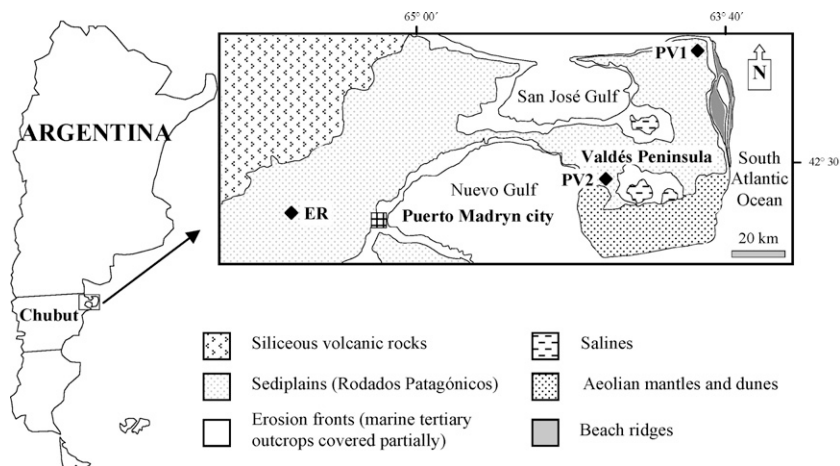 65 00'
63 40'
PV1
N
ARGENTINA
San José Gulf
42 30'
Valdés Peninsula
South
Atlantic
Ocean
PV2
Nuevo Gulf
ER
Puerto Madryn city
20 km
Chubut
Siliceous volcanic rocks
Salines
Sediplains (Rodados Patagónicos)
Aeolian mantles and dunes
Erosion fronts (marine tertiary
outcrops covered partially)
Beach ridges